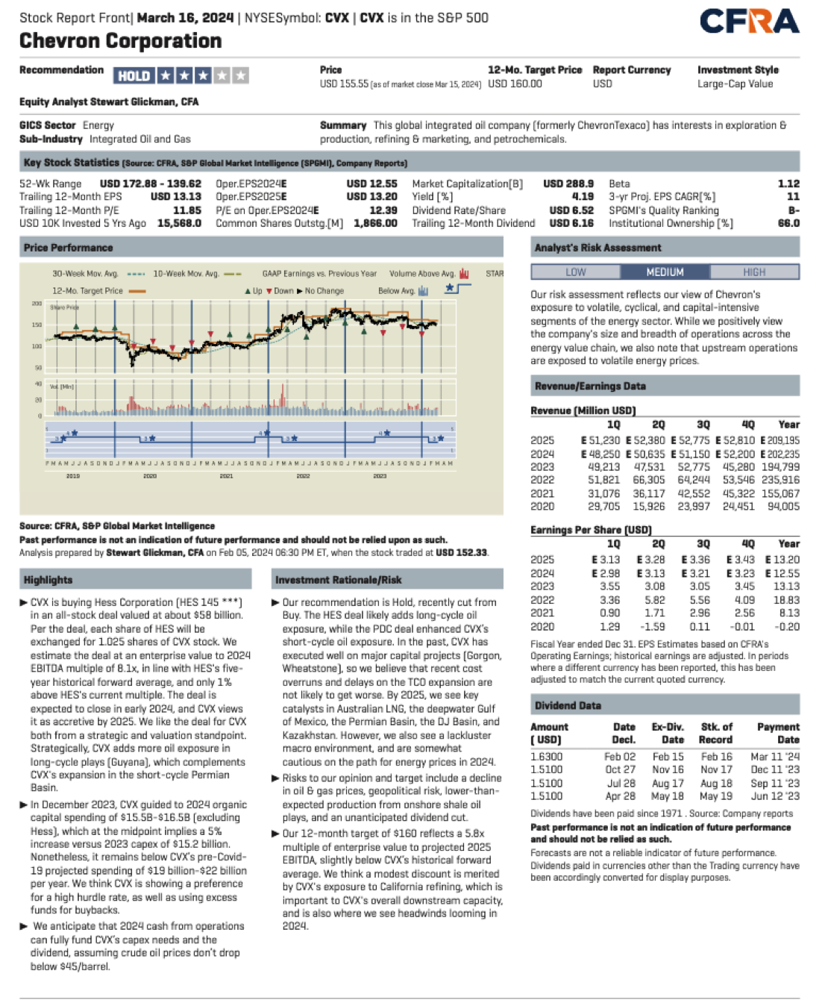 Stock Report Front| March 16, 2024 | NYSESymbol: CVX | CVX is in the S&P 500
CFRA
Chevron Corporation
Recommendation HOLD
Price
USD 155.55 (as of market close Mar 15, 2024)
12-Mo. Target Price
USD 160.00
Report Currency
USD
Investment Style
Large-Cap Value
Equity Analyst Stewart Glickman, CFA
GICS Sector Energy
Sub-Industry Integrated Oil and Gas
Summary This global integrated oil company (formerly ChevronTexaco) has interests in exploration &
production, refining & marketing, and petrochemicals.
Key Stock Statistics (Source: CFRA, S&P Global Market Intelligence (SPGMI), Company Reports)
52-Wk Range USD 172.88 - 139.62 Oper.EPS2024E USD 12.55 Market Capitalization[B] USD 288.9 Beta 1.12
Trailing 12-Month EPS USD 13.13 Oper.EPS2025E USD 13.20 Yield [%] 4.19 3-yr Proj. EPS CAGR[%] 11
Trailing 12-Month P/E 11.85 P/E on Oper.EPS2024E 12.39 Dividend Rate/Share USD 6.52 SPGMI's Quality Ranking B-
USD 10K Invested 5 Yrs Ago 15,568.0 Common Shares Outstg.[M] 1,866.00 Trailing 12-Month Dividend USD 6.16 Institutional Ownership [%] 66.0
Price Performance
30-Week Mov. Avg. 10-Week Mov. Avg. GAAP Earnings vs. Previous Year Volume Above Avg. STAR
12-Mo. Target Price ▲ Up ▼ Down ► No Change Below Avg.
Share Price
200
150
100
50
Vol. [Mln]
40
20
0
F M A M J J A S O N D J F M A M J J A S O N D J F M A M J J A S O N D J F M A M J J A S O N D J F M A M J J A S O N D J F M A M
2019 2020 2021 2022 2023
Source: CFRA, S&P Global Market Intelligence
Past performance is not an indication of future performance and should not be relied upon as such.
Analysis prepared by Stewart Glickman, CFA on Feb 05, 2024 06:30 PM ET, when the stock traded at USD 152.33.
Highlights
► CVX is buying Hess Corporation (HES 145 ***)
in an all-stock deal valued at about $58 billion.
Per the deal, each share of HES will be
exchanged for 1.025 shares of CVX stock. We
estimate the deal at an enterprise value to 2024
EBITDA multiple of 8.1x, in line with HES's five-
year historical forward average, and only 1%
above HES's current multiple. The deal is
expected to close in early 2024, and CVX views
it as accretive by 2025. We like the deal for CVX
both from a strategic and valuation standpoint.
Strategically, CVX adds more oil exposure in
long-cycle plays (Guyana), which complements
CVX's expansion in the short-cycle Permian
Basin.
► In December 2023, CVX guided to 2024 organic
capital spending of $15.5B-$16.5B (excluding
Hess), which at the midpoint implies a 5%
increase versus 2023 capex of $15.2 billion.
Nonetheless, it remains below CVX's pre-Covid-
19 projected spending of $19 billion-$22 billion
per year. We think CVX is showing a preference
for a high hurdle rate, as well as using excess
funds for buybacks.
► We anticipate that 2024 cash from operations
can fully fund CVX's capex needs and the
dividend, assuming crude oil prices don't drop
below $45/barrel.
Investment Rationale/Risk
► Our recommendation is Hold, recently cut from
Buy. The HES deal likely adds long-cycle oil
exposure, while the PDC deal enhanced CVX's
short-cycle oil exposure. In the past, CVX has
executed well on major capital projects (Gorgon,
Wheatstone), so we believe that recent cost
overruns and delays on the TCO expansion are
not likely to get worse. By 2025, we see key
catalysts in Australian LNG, the deepwater Gulf
of Mexico, the Permian Basin, the DJ Basin, and
Kazakhstan. However, we also see a lackluster
macro environment, and are somewhat
cautious on the path for energy prices in 2024.
► Risks to our opinion and target include a decline
in oil & gas prices, geopolitical risk, lower-than-
expected production from onshore shale oil
plays, and an unanticipated dividend cut.
► Our 12-month target of $160 reflects a 5.8x
multiple of enterprise value to projected 2025
EBITDA, slightly below CVX's historical forward
average. We think a modest discount is merited
by CVX's exposure to California refining, which is
important to CVX's overall downstream capacity,
and is also where we see headwinds looming in
2024.
Analyst's Risk Assessment
LOW MEDIUM HIGH
Our risk assessment reflects our view of Chevron's
exposure to volatile, cyclical, and capital-intensive
segments of the energy sector. While we positively view
the company's size and breadth of operations across the
energy value chain, we also note that upstream operations
are exposed to volatile energy prices.
Revenue/Earnings Data
Revenue (Million USD)
1Q 2Q 3Q 4Q Year
2025 E 51,230 E 52,380 E 52,775 E 52,810 E 209,195
2024 E 48,250 E 50,635 E 51,150 E 52,200 E 202,235
2023 49,213 47,531 52,775 45,280 194,799
2022 51,821 66,305 64,244 53,546 235,916
2021 31,076 36,117 42,552 45,322 155,067
2020 29,705 15,926 23,997 24,451 94,005
Earnings Per Share (USD)
1Q 2Q 3Q 4Q Year
2025 E 3.13 E 3.28 E 3.36 E 3.43 E 13.20
2024 E 2.98 E 3.13 E 3.21 E 3.23 E 12.55
2023 3.55 3.08 3.05 3.45 13.13
2022 3.36 5.82 5.56 4.09 18.83
2021 0.90 1.71 2.96 2.56 8.13
2020 1.29 -1.59 0.11 -0.01 -0.20
Fiscal Year ended Dec 31. EPS Estimates based on CFRA's
Operating Earnings; historical earnings are adjusted. In periods
where a different currency has been reported, this has been
adjusted to match the current quoted currency.
Dividend Data
Amount Date Ex-Div. Stk. of Payment
( USD) Decl. Date Record Date
1.6300 Feb 02 Feb 15 Feb 16 Mar 11 '24
1.5100 Oct 27 Nov 16 Nov 17 Dec 11 '23
1.5100 Jul 28 Aug 17 Aug 18 Sep 11 '23
1.5100 Apr 28 May 18 May 19 Jun 12 '23
Dividends have been paid since 1971 . Source: Company reports
Past performance is not an indication of future performance
and should not be relied as such.
Forecasts are not a reliable indicator of future performance.
Dividends paid in currencies other than the Trading currency have
been accordingly converted for display purposes.